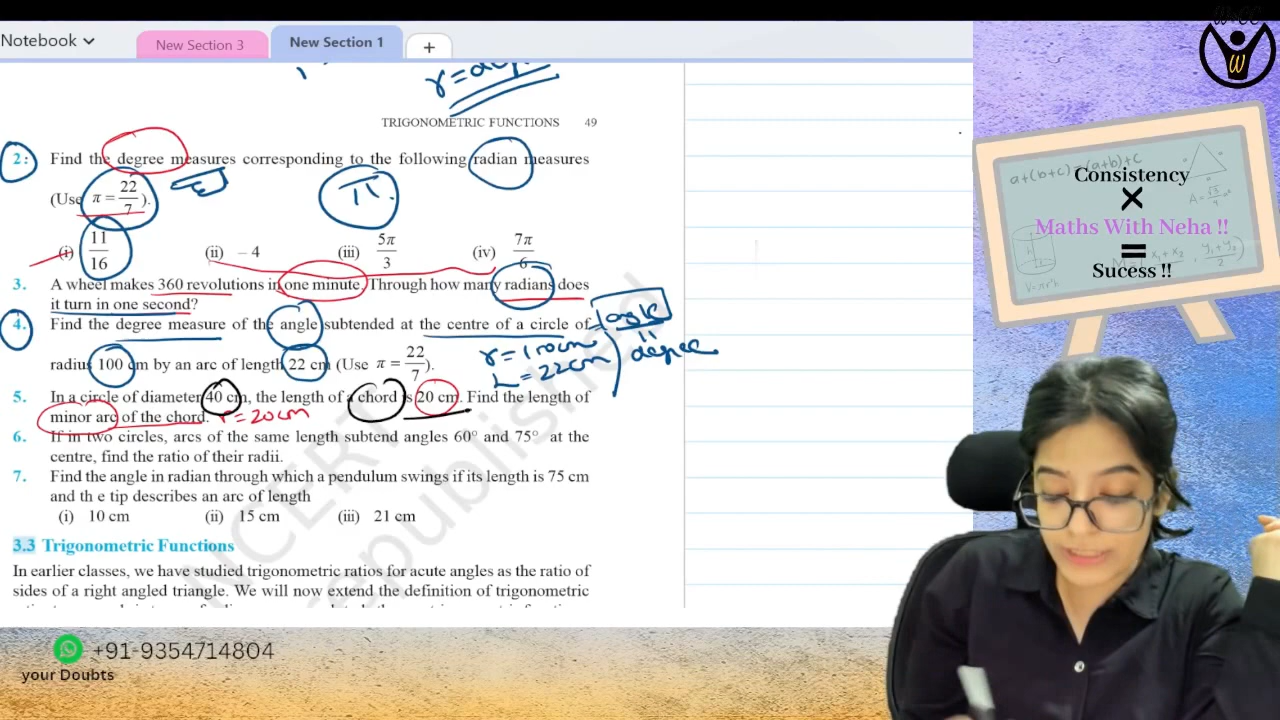 Notebook
New Section 3
New Section 1
+
TRIGONOMETRIC FUNCTIONS 49
2: Find the degree measures corresponding to the following radian measures
(Use π = 22/7).
π
(i) 11/16 (ii) – 4 (iii) 5π/3 (iv) 7π/6
3. A wheel makes 360 revolutions in one minute. Through how many radians does
it turn in one second?
4. Find the degree measure of the angle subtended at the centre of a circle of
radius 100 cm by an arc of length 22 cm (Use π = 22/7).
angle
=
degree
r = 100cm
L = 22cm
5. In a circle of diameter 40 cm, the length of a chord is 20 cm. Find the length of
minor arc of the chord. r = 20cm
6. If in two circles, arcs of the same length subtend angles 60° and 75° at the
centre, find the ratio of their radii.
7. Find the angle in radian through which a pendulum swings if its length is 75 cm
and th e tip describes an arc of length
(i) 10 cm (ii) 15 cm (iii) 21 cm
3.3 Trigonometric Functions
In earlier classes, we have studied trigonometric ratios for acute angles as the ratio of
sides of a right angled triangle. We will now extend the definition of trigonometric
NCERT
republished
+91-9354714804
your Doubts
W
a+(b+c)=(a+b)+c
Consistency
×
Maths With Neha !!
=
Sucess !!